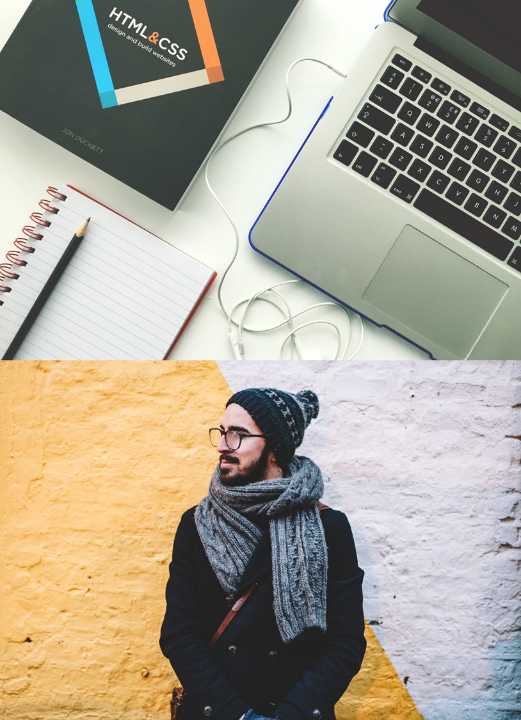 HTML&CSS
design and build websites
JON DUCKETT